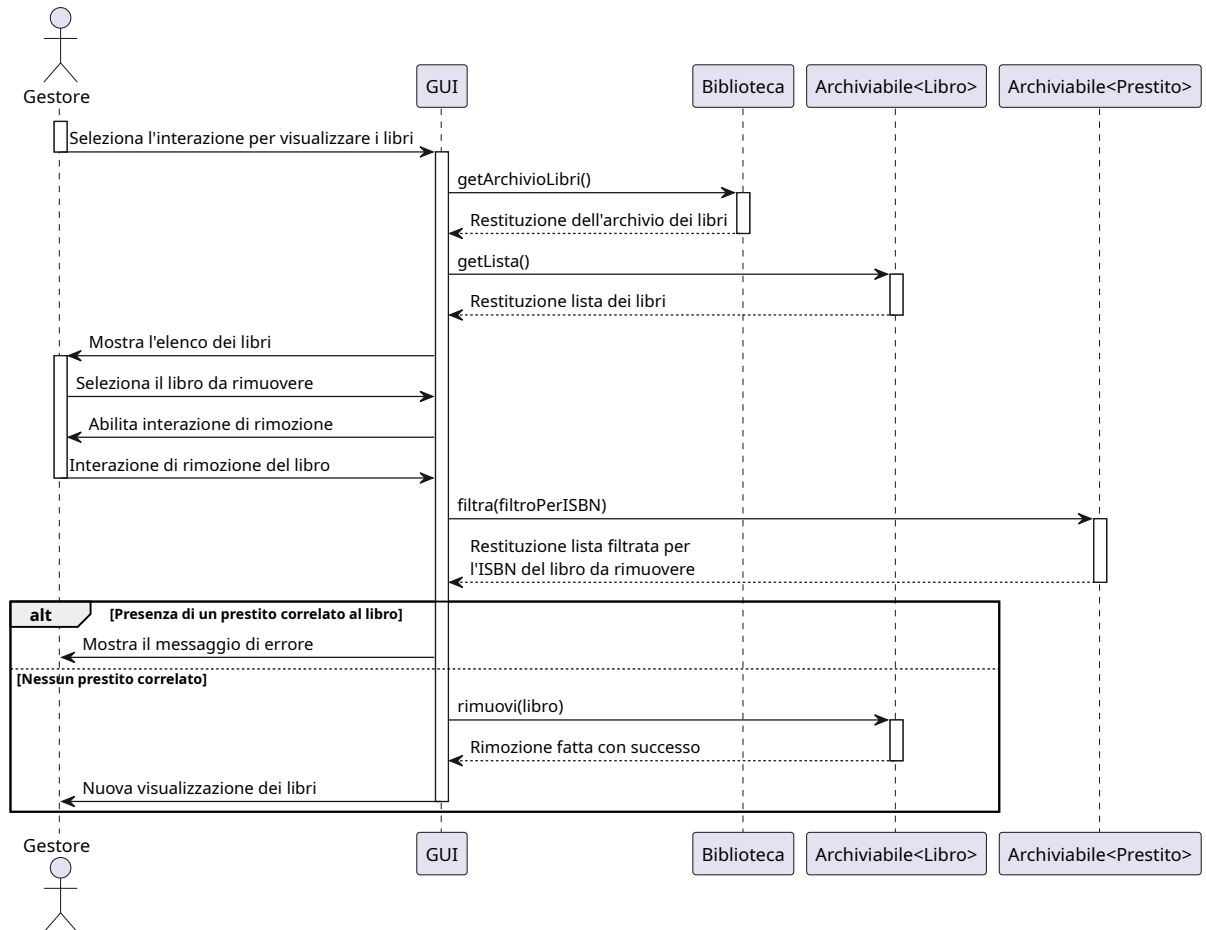 Gestore
GUI
Biblioteca
Archiviabile<Libro>
Archiviabile<Prestito>
Seleziona l'interazione per visualizzare i libri
getArchivioLibri()
Restituzione dell'archivio dei libri
getLista()
Restituzione lista dei libri
Mostra l'elenco dei libri
Seleziona il libro da rimuovere
Abilita interazione di rimozione
Interazione di rimozione del libro
filtra(filtroPerISBN)
Restituzione lista filtrata per
l'ISBN del libro da rimuovere
alt
[Presenza di un prestito correlato al libro]
Mostra il messaggio di errore
[Nessun prestito correlato]
rimuovi(libro)
Rimozione fatta con successo
Nuova visualizzazione dei libri
Gestore
GUI
Biblioteca
Archiviabile<Libro>
Archiviabile<Prestito>